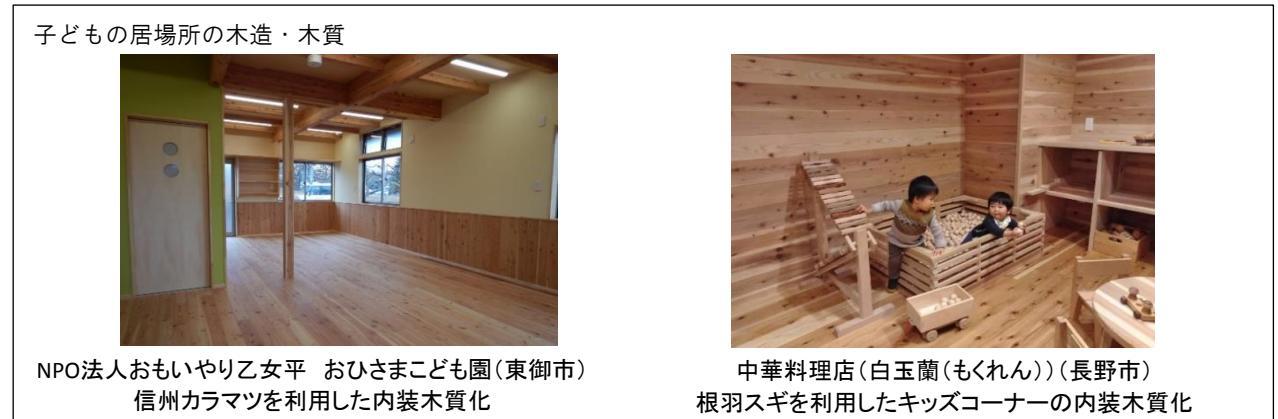 子どもの居場所の木造・木質
NPO法人おもいやり乙女平　おひさまこども園(東御市)
信州カラマツを利用した内装木質化
中華料理店(白玉蘭(もくれん))(長野市)
根羽スギを利用したキッズコーナーの内装木質化